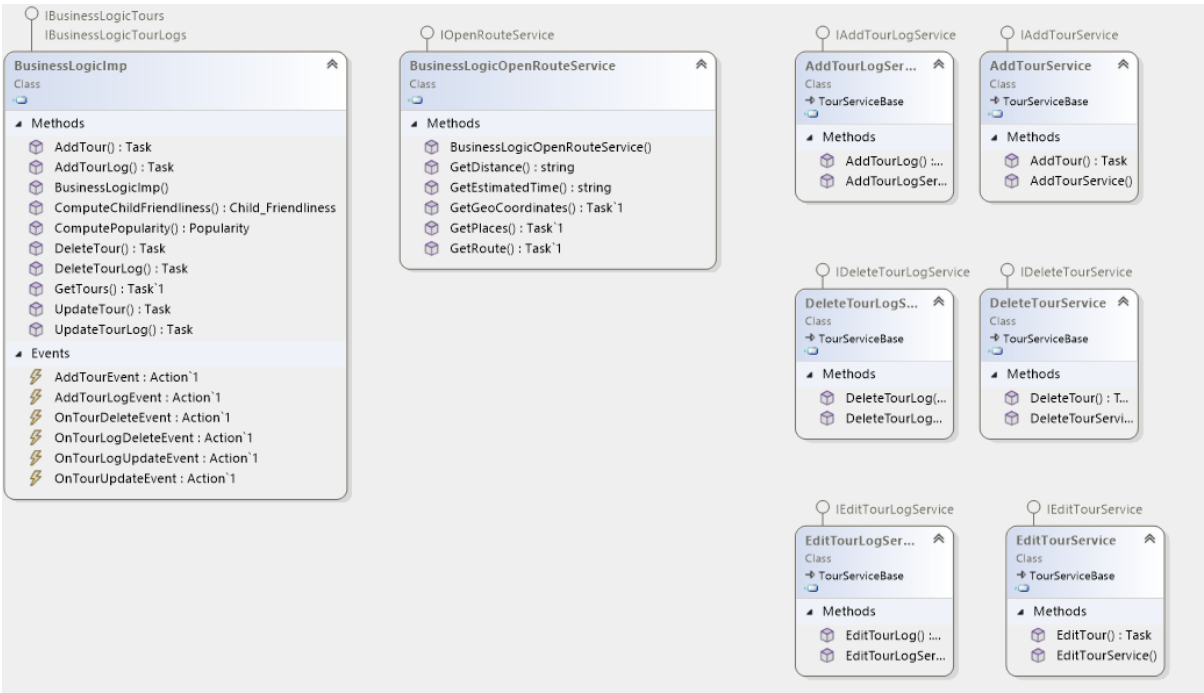 IBusinessLogicTours
IBusinessLogicTourLogs
BusinessLogicImp
Class
Methods
AddTour() : Task
AddTourLog() : Task
BusinessLogicImp()
ComputeChildFriendliness() : Child_Friendliness
ComputePopularity() : Popularity
DeleteTour() : Task
DeleteTourLog() : Task
GetTours() : Task`1
UpdateTour() : Task
UpdateTourLog() : Task
Events
AddTourEvent : Action`1
AddTourLogEvent : Action`1
OnTourDeleteEvent : Action`1
OnTourLogDeleteEvent : Action`1
OnTourLogUpdateEvent : Action`1
OnTourUpdateEvent : Action`1
IOpenRouteService
BusinessLogicOpenRouteService
Class
Methods
BusinessLogicOpenRouteService()
GetDistance() : string
GetEstimatedTime() : string
GetGeoCoordinates() : Task`1
GetPlaces() : Task`1
GetRoute() : Task`1
IAddTourLogService
AddTourLogSer...
Class
TourServiceBase
Methods
AddTourLog() :...
AddTourLogSer...
IAddTourService
AddTourService
Class
TourServiceBase
Methods
AddTour() : Task
AddTourService()
IDeleteTourLogService
DeleteTourLogS...
Class
TourServiceBase
Methods
DeleteTourLog(...
DeleteTourLog...
IDeleteTourService
DeleteTourService
Class
TourServiceBase
Methods
DeleteTour() : T...
DeleteTourServi...
IEditTourLogService
EditTourLogSer...
Class
TourServiceBase
Methods
EditTourLog() :...
EditTourLogSer...
IEditTourService
EditTourService
Class
TourServiceBase
Methods
EditTour() : Task
EditTourService()